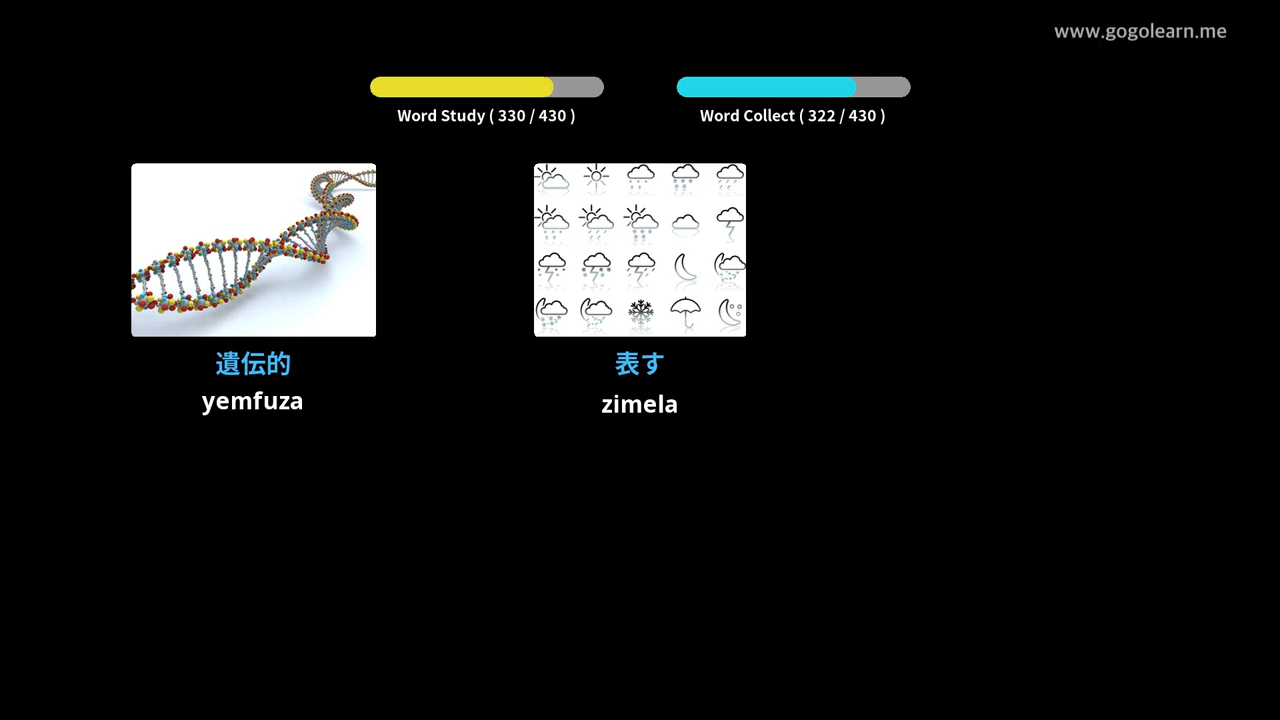 www.gogolearn.me
Word Study ( 330 / 430 )
Word Collect ( 322 / 430 )
遺伝的
yemfuza
表す
zimela